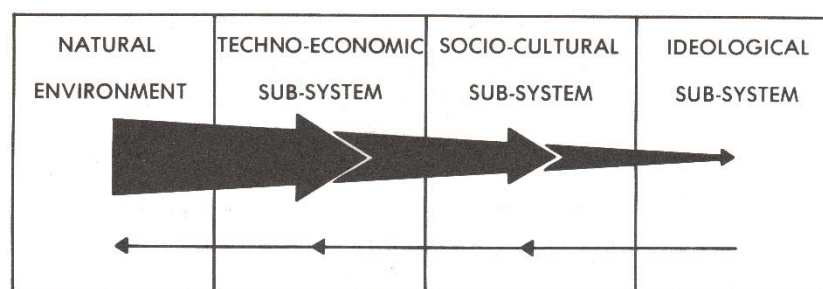 NATURAL ENVIRONMENT
TECHNO-ECONOMIC SUB-SYSTEM
SOCIO-CULTURAL SUB-SYSTEM
IDEOLOGICAL SUB-SYSTEM